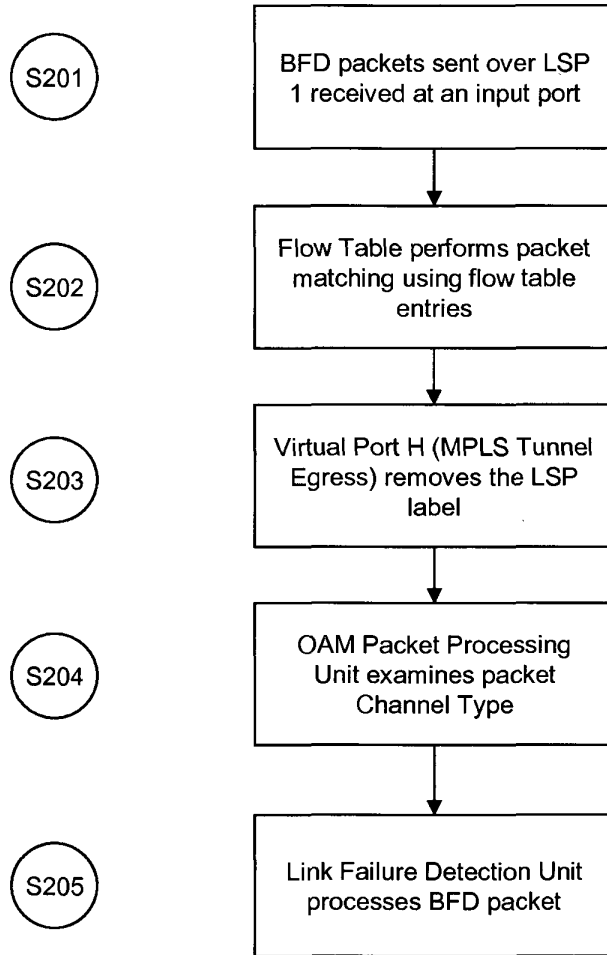 S201
BFD packets sent over LSP
1 received at an input port
S202
Flow Table performs packet
matching using flow table
entries
S203
Virtual Port H (MPLS Tunnel
Egress) removes the LSP
label
S204
OAM Packet Processing
Unit examines packet
Channel Type
S205
Link Failure Detection Unit
processes BFD packet